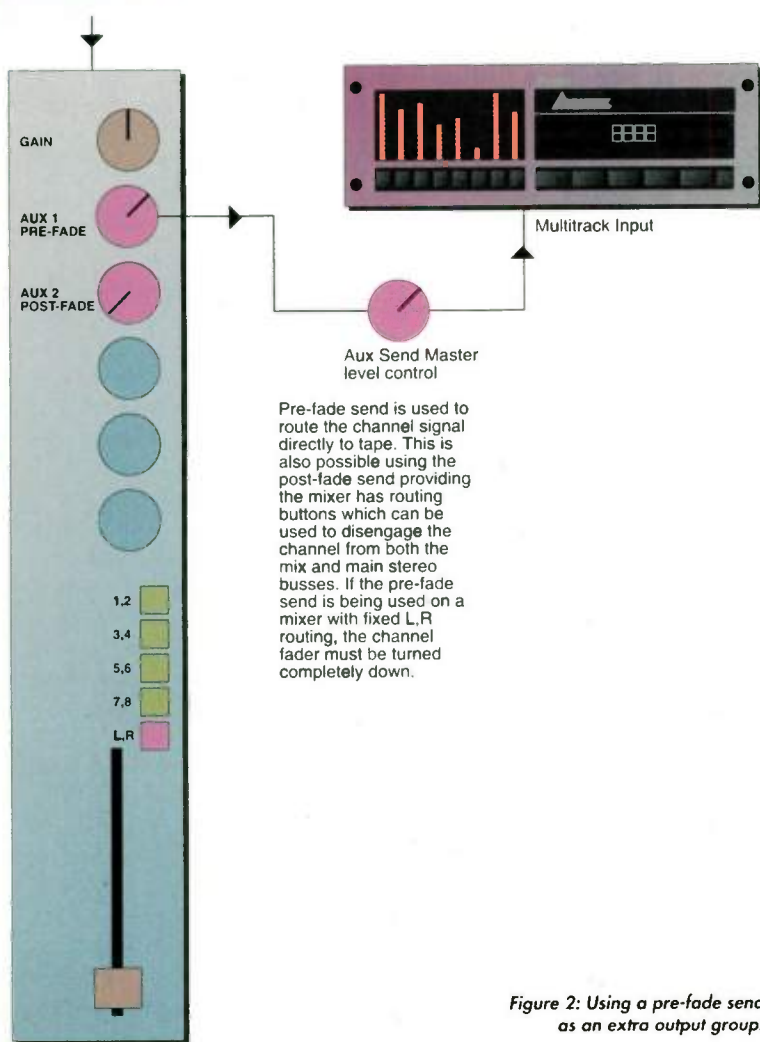 GAIN
AUX 1
PRE-FADE
AUX 2
POST-FADE
1,2
3,4
5,6
7,8
L,R
Multitrack Input
Aux Send Master
level control
Pre-fade send is used to
route the channel signal
directly to tape. This is
also possible using the
post-fade send providing
the mixer has routing
buttons which can be
used to disengage the
channel from both the
mix and main stereo
busses. If the pre-fade
send is being used on a
mixer with fixed L,R
routing, the channel
fader must be turned
completely down.
Figure 2: Using a pre-fade send
as an extra output group.